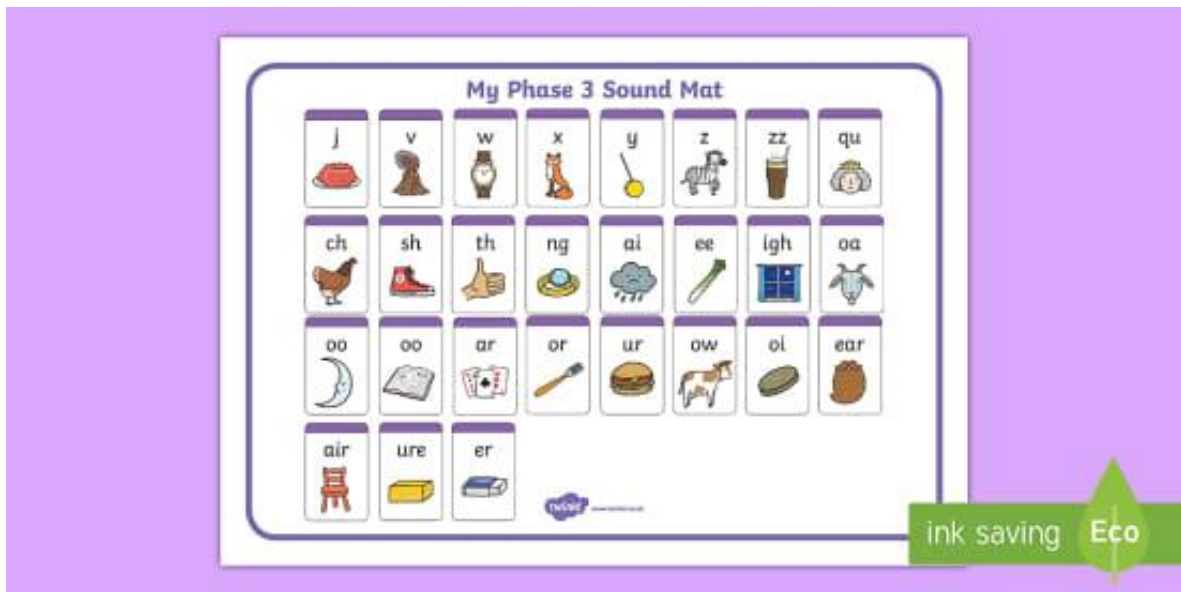 My Phase 3 Sound Mat
j v w x y z zz qu
ch sh th ng ai ee igh oa
oo oo ar or ur ow oi ear
air ure er
twinkl
ink saving Eco